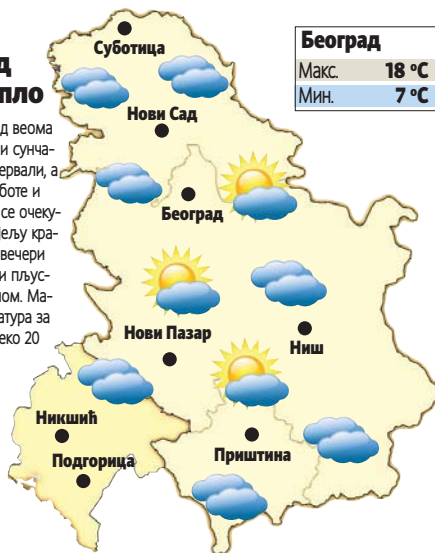 д
пло
д веома
и сунча-
ервали, а
боте и
се очеку-
ељу кра-
вечери
и пљус-
ном. Ма-
атура за
еко 20
Београд
Макс. 18 °C
Мин. 7 °C
Суботица
Нови Сад
Београд
Нови Пазар
Ниш
Никшић
Подгорица
Приштина